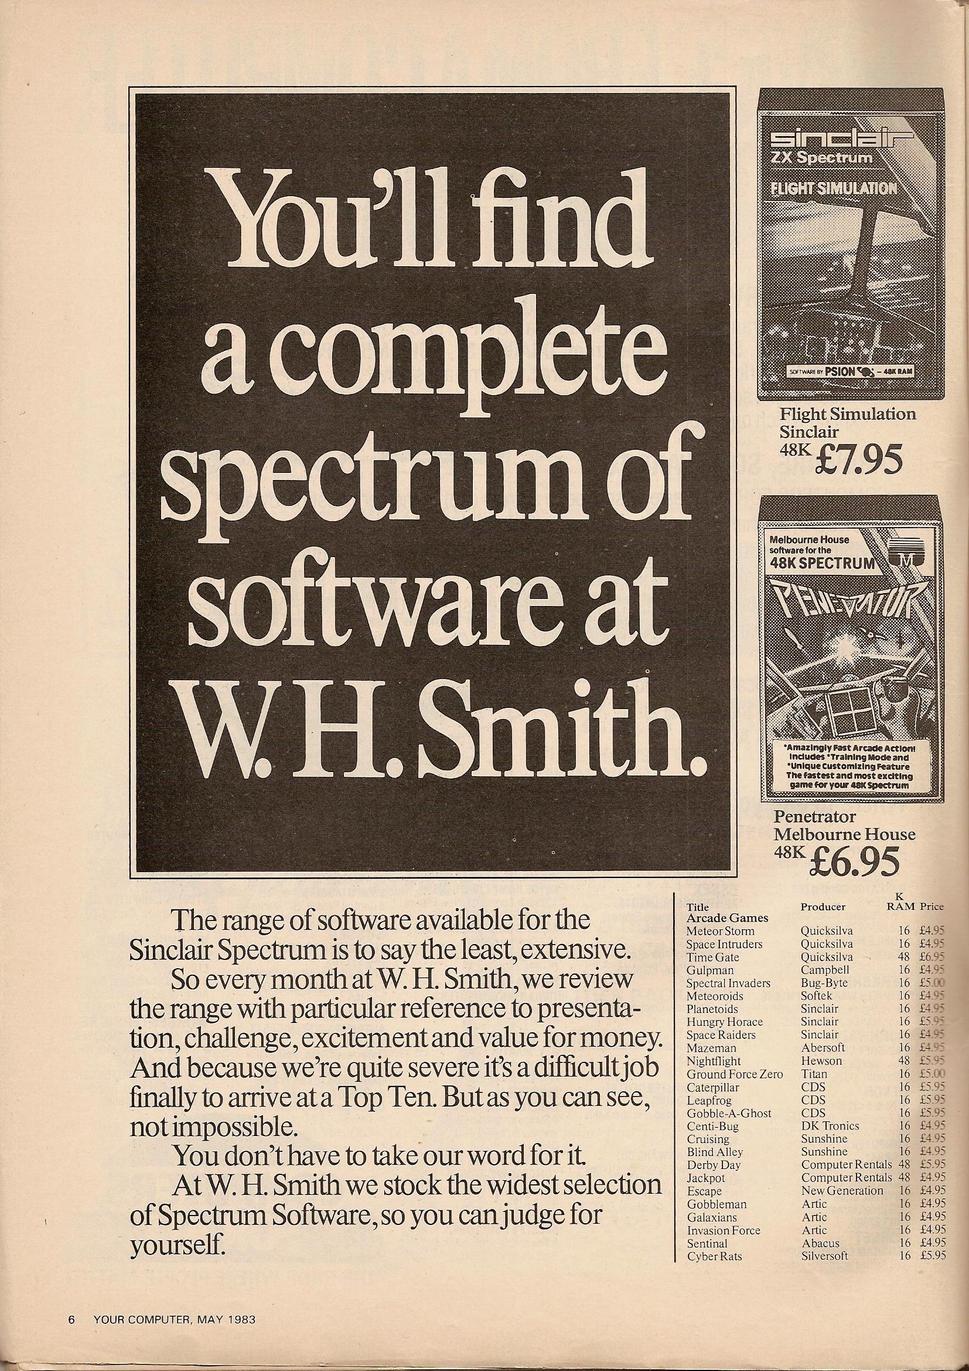 You'll find
a complete
spectrum of
software at
W.H. Smith.
sinclair
ZX Spectrum
FLIGHT SIMULATION
SOFTWARE BY PSION – 48K RAM
Flight Simulation
Sinclair
48K £7.95
Melbourne House
software for the
48K SPECTRUM
M
PENETRATOR
*Amazingly Fast Arcade Action!
Includes *Training Mode and
*Unique Customizing Feature
The fastest and most exciting
game for your 48K Spectrum
Penetrator
Melbourne House
48K £6.95
The range of software available for the
Sinclair Spectrum is to say the least, extensive.
So every month at W. H. Smith, we review
the range with particular reference to presenta-
tion, challenge, excitement and value for money.
And because we're quite severe it's a difficult job
finally to arrive at a Top Ten. But as you can see,
not impossible.
You don't have to take our word for it.
At W. H. Smith we stock the widest selection
of Spectrum Software, so you can judge for
yourself.
K
Title Producer RAM Price
Arcade Games
Meteor Storm Quicksilva 16 £4.95
Space Intruders Quicksilva 16 £4.95
Time Gate Quicksilva 48 £6.95
Gulpman Campbell 16 £4.95
Spectral Invaders Bug-Byte 16 £5.00
Meteoroids Softek 16 £4.95
Planetoids Sinclair 16 £4.95
Hungry Horace Sinclair 16 £5.95
Space Raiders Sinclair 16 £4.95
Mazeman Abersoft 16 £4.95
Nightflight Hewson 48 £5.95
Ground Force Zero Titan 16 £5.00
Caterpillar CDS 16 £5.95
Leapfrog CDS 16 £5.95
Gobble-A-Ghost CDS 16 £5.95
Centi-Bug DK Tronics 16 £4.95
Cruising Sunshine 16 £4.95
Blind Alley Sunshine 16 £4.95
Derby Day Computer Rentals 48 £5.95
Jackpot Computer Rentals 48 £4.95
Escape New Generation 16 £4.95
Gobbleman Artic 16 £4.95
Galaxians Artic 16 £4.95
Invasion Force Artic 16 £4.95
Sentinal Abacus 16 £4.95
Cyber Rats Silversoft 16 £5.95
6 YOUR COMPUTER, MAY 1983